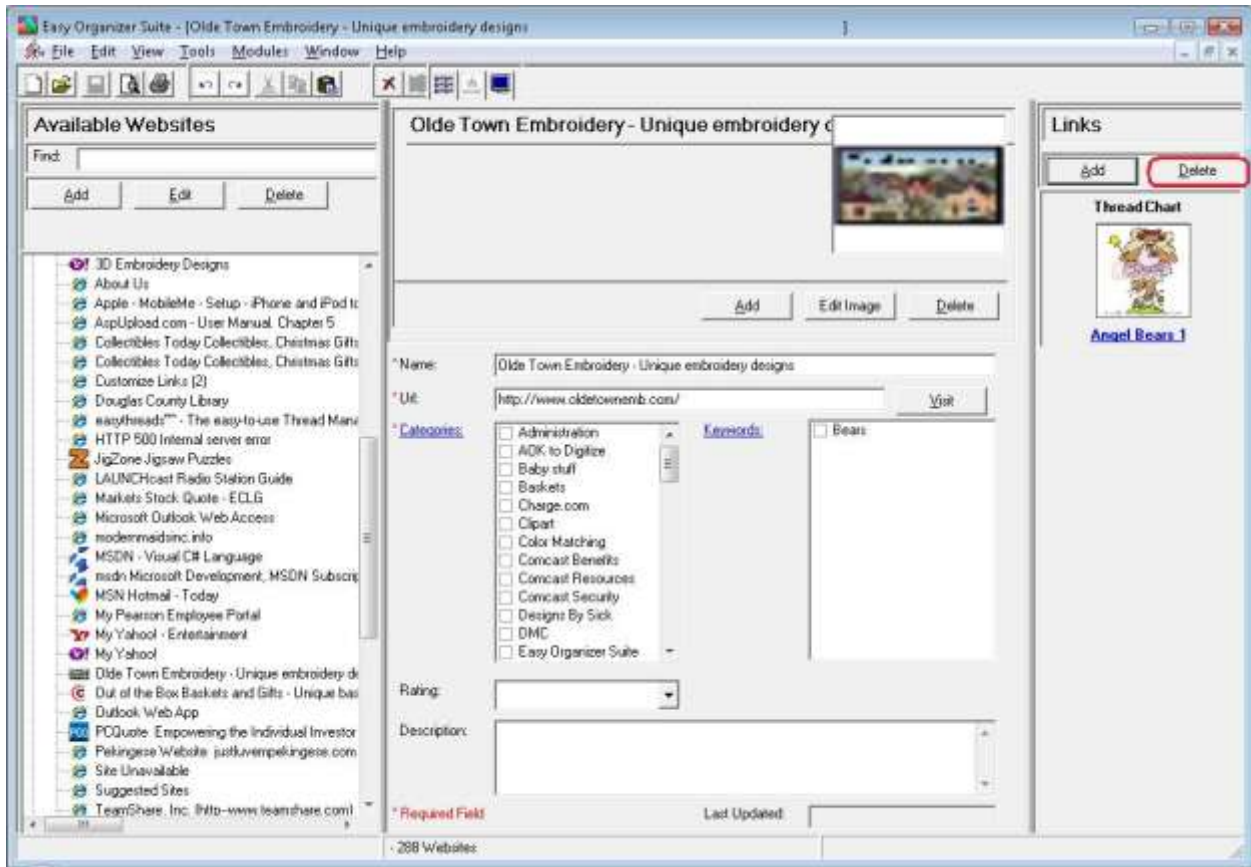 Easy Organizer Suite - [Olde Town Embroidery - Unique embroidery designs ]
File Edit View Tools Modules Window Help
Available Websites
Find:
Add Edit Delete
3D Embroidery Designs
About Us
Apple - MobileMe - Setup - iPhone and iPod to
AspUpload.com - User Manual. Chapter 5
Collectibles Today Collectibles, Christmas Gifts
Collectibles Today Collectibles, Christmas Gifts
Customize Links (2)
Douglas County Library
easythreads™ - The easy-to-use Thread Mana
HTTP 500 Internal server error
JigZone Jigsaw Puzzles
LAUNCHcast Radio Station Guide
Markets Stock Quote - ECLG
Microsoft Outlook Web Access
modernmaidsinc.info
MSDN - Visual C# Language
msdn Microsoft Development, MSDN Subscrip
MSN Hotmail - Today
My Pearson Employee Portal
My Yahoo! - Entertainment
My Yahoo!
Olde Town Embroidery - Unique embroidery de
Out of the Box Baskets and Gifts - Unique bas
Outlook Web App
PCQuote Empowering the Individual Investor
Pekingese Website justluvempekingese.com
Site Unavailable
Suggested Sites
TeamShare, Inc. (http--www.teamshare.com)
Olde Town Embroidery - Unique embroidery d
Add Edit Image Delete
*Name: Olde Town Embroidery - Unique embroidery designs
*Url: http://www.oldetownemb.com/ Visit
*Categories:
Administration
AOK to Digitize
Baby stuff
Baskets
Charge.com
Clipart
Color Matching
Comcast Benefits
Comcast Resources
Comcast Security
Designs By Sick
DMC
Easy Organizer Suite
Keywords:
Bears
Rating:
Description:
*Required Field Last Updated:
- 288 Websites
Links
Add Delete
Thread Chart
Angel Bears 1